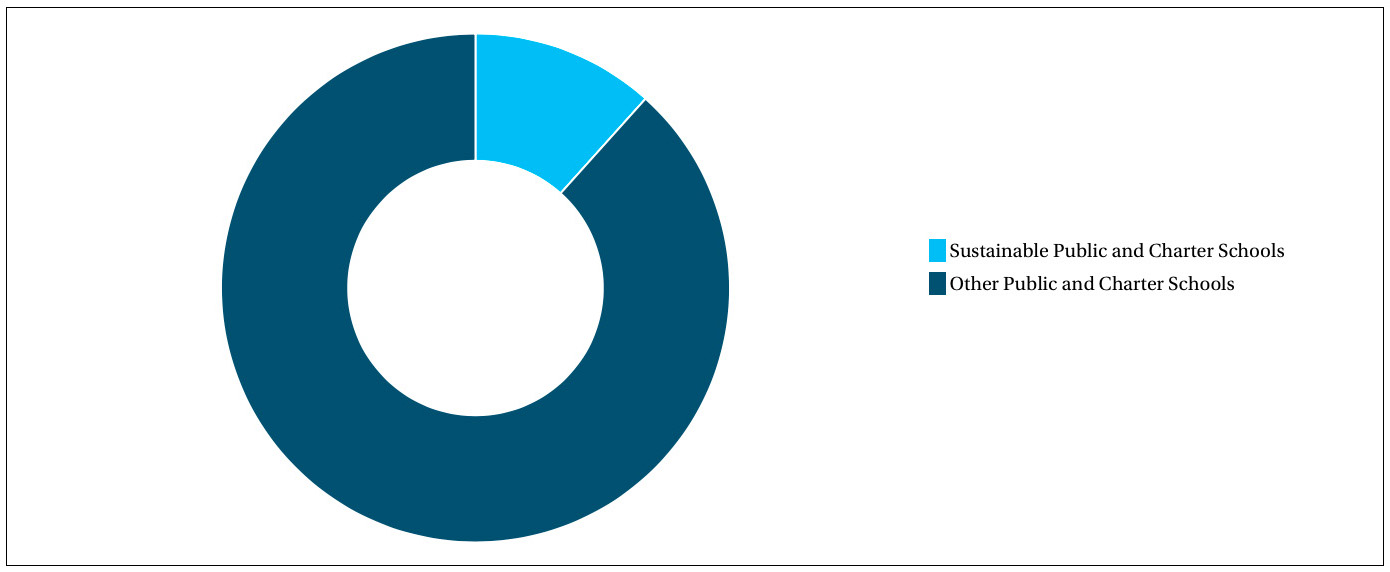 Sustainable Public and Charter Schools
Other Public and Charter Schools